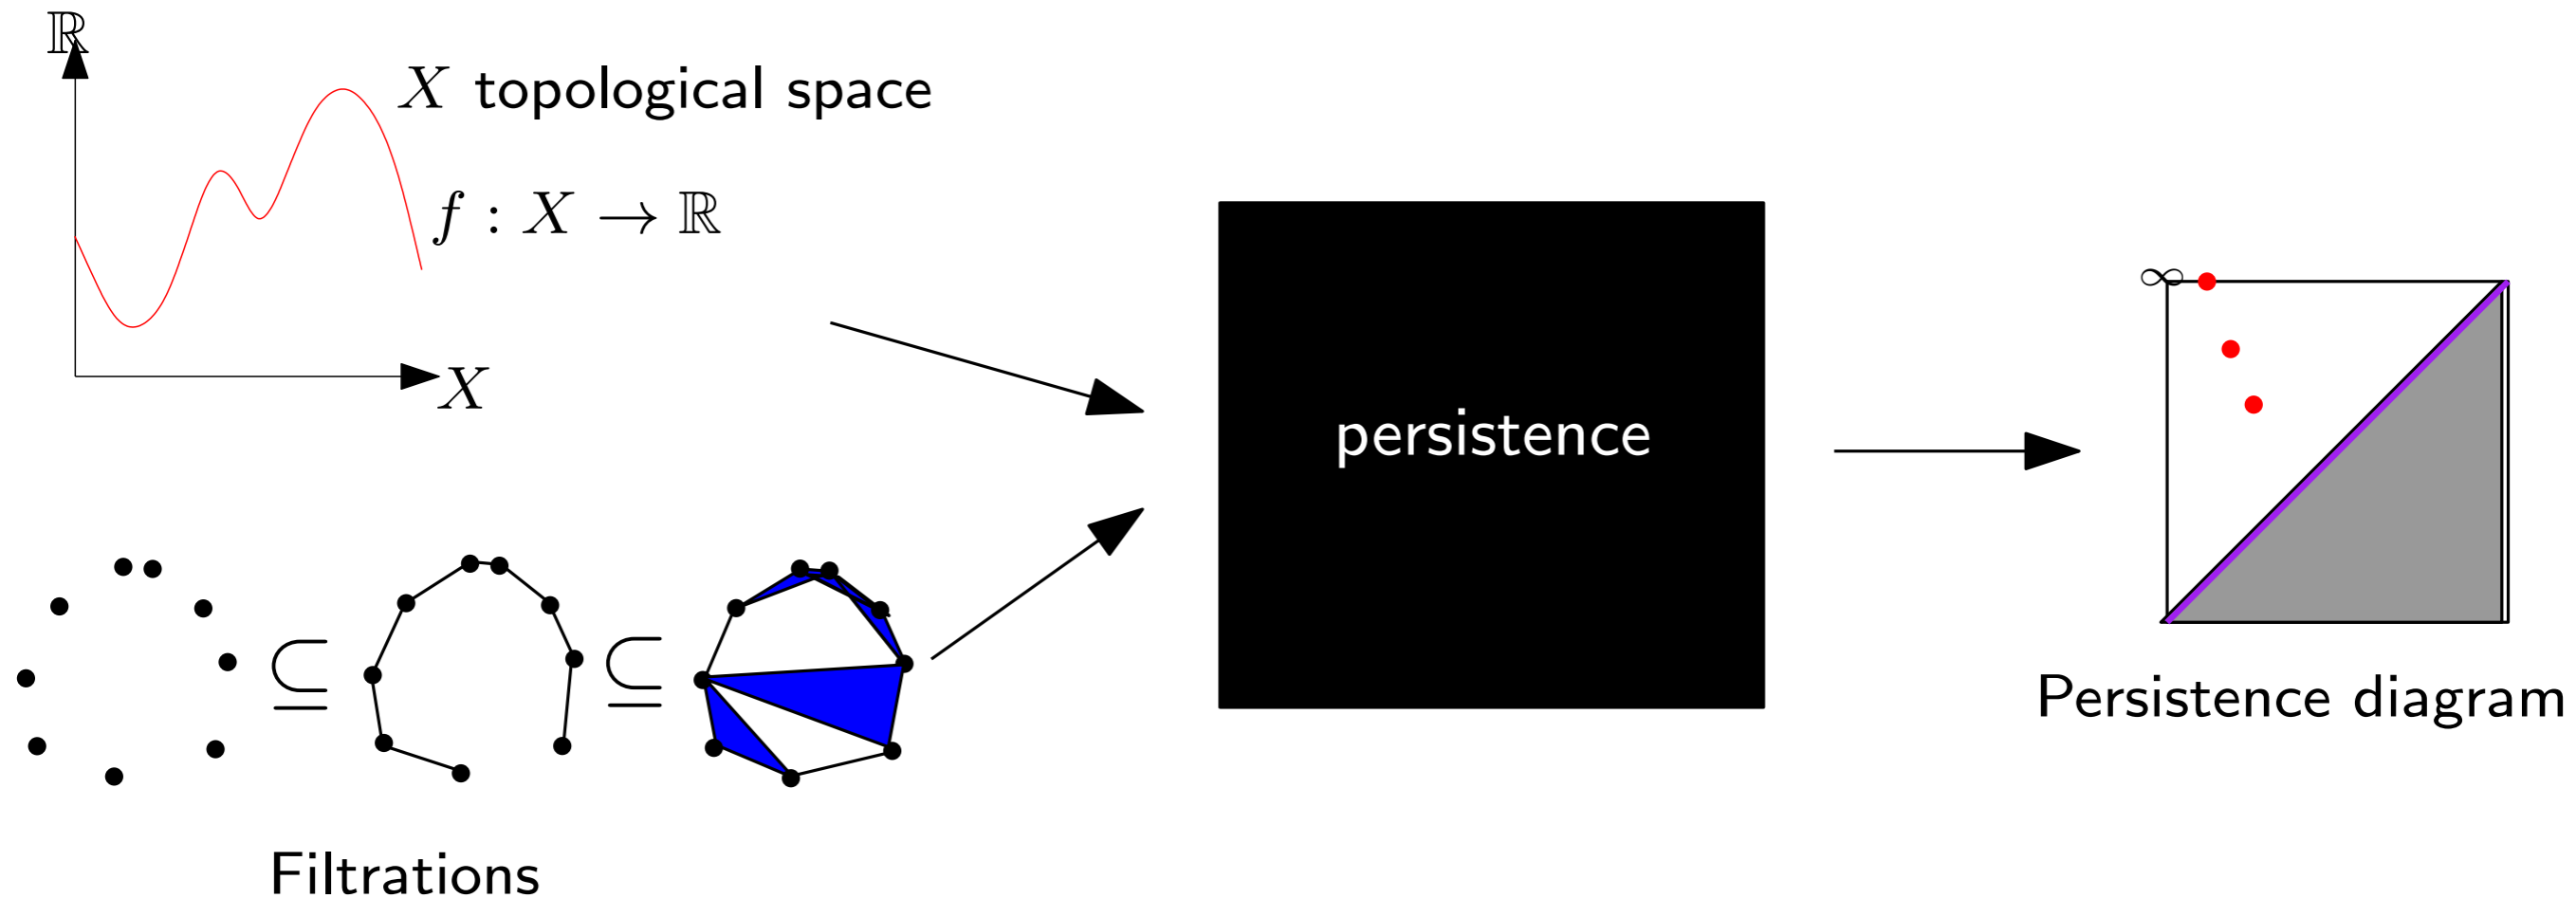 ℝ
X topological space
f : X → ℝ
X
⊆ ⊆
Filtrations
persistence
∞
Persistence diagram